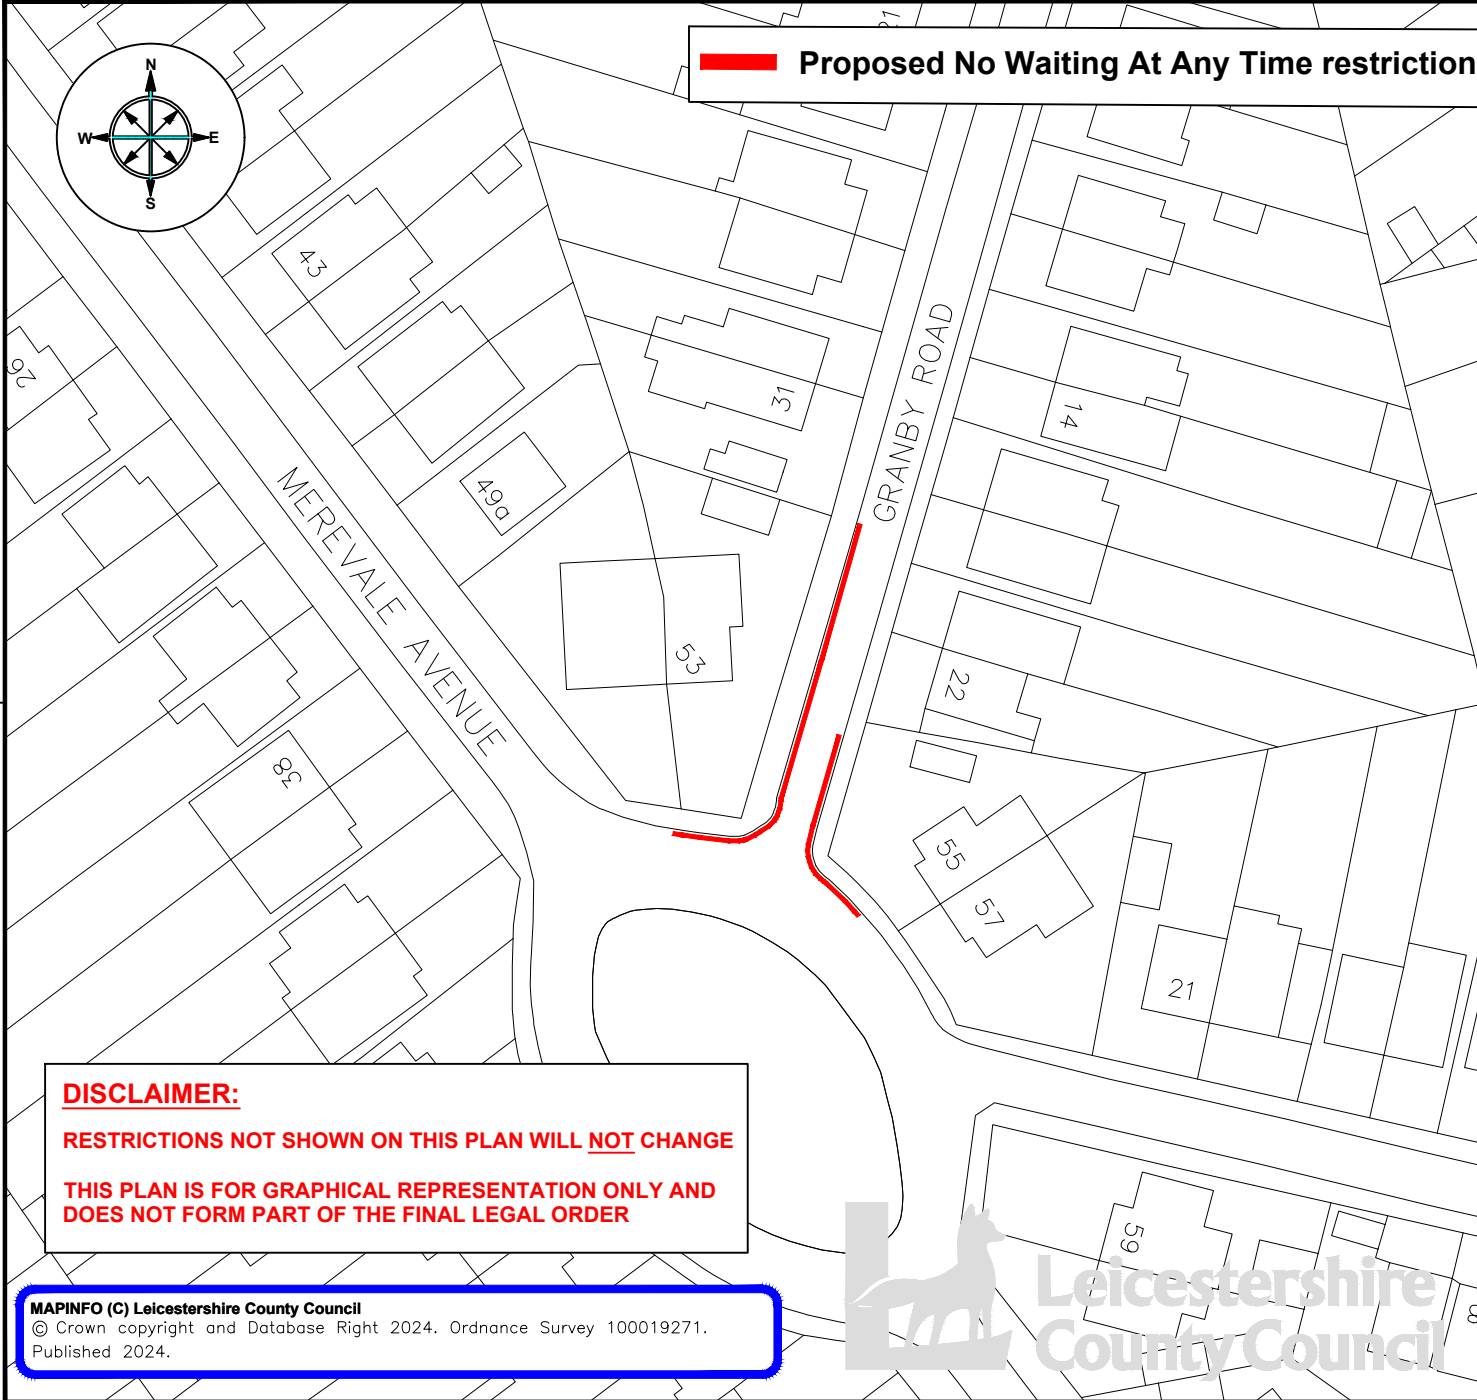 Proposed No Waiting At Any Time restriction
N
W E
S
21
43
26
31
14
GRANBY ROAD
49a
MEREVALE AVENUE
53
22
38
55
57
21
59
8
DISCLAIMER:
RESTRICTIONS NOT SHOWN ON THIS PLAN WILL NOT CHANGE
THIS PLAN IS FOR GRAPHICAL REPRESENTATION ONLY AND
DOES NOT FORM PART OF THE FINAL LEGAL ORDER
MAPINFO (C) Leicestershire County Council
© Crown copyright and Database Right 2024. Ordnance Survey 100019271.
Published 2024.
Leicestershire
County Council